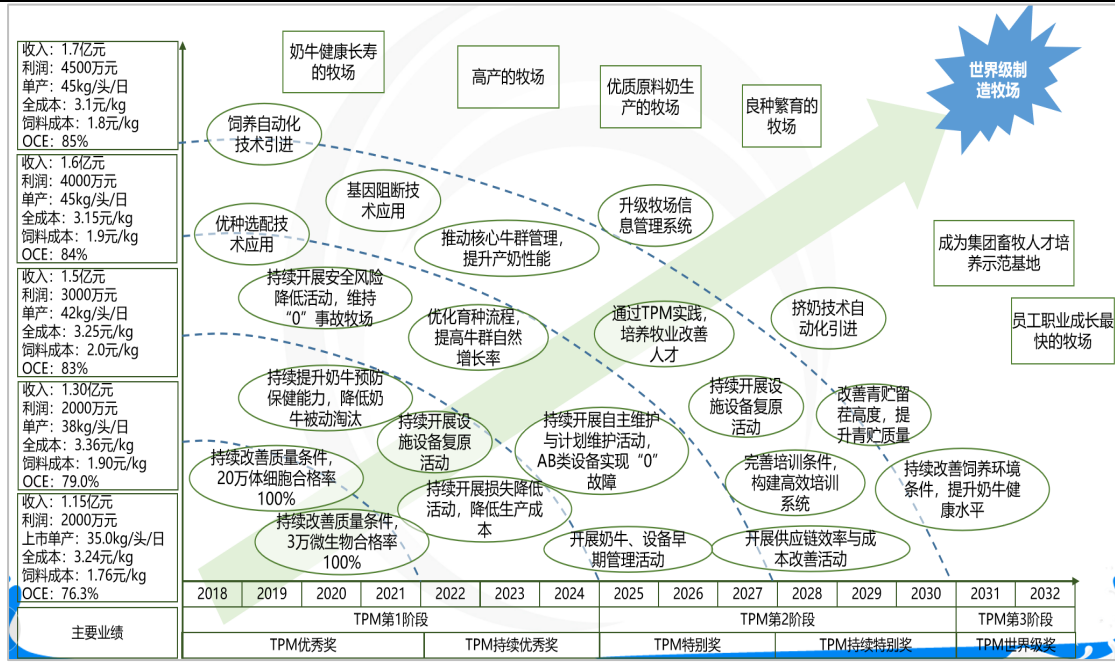 收入：1.7亿元
利润：4500万元
单产：45kg/头/日
全成本：3.1元/kg
饲料成本：1.8元/kg
OCE：85%
收入：1.6亿元
利润：4000万元
单产：45kg/头/日
全成本：3.15元/kg
饲料成本：1.9元/kg
OCE：84%
收入：1.5亿元
利润：3000万元
单产：42kg/头/日
全成本：3.25元/kg
饲料成本：2.0元/kg
OCE：83%
收入：1.30亿元
利润：2000万元
单产：38kg/头/日
全成本：3.36元/kg
饲料成本：1.90元/kg
OCE：79.0%
收入：1.15亿元
利润：2000万元
上市单产：35.0kg/头/日
全成本：3.24元/kg
饲料成本：1.76元/kg
OCE：76.3%
主要业绩
奶牛健康长寿
的牧场
高产的牧场
优质原料奶生
产的牧场
良种繁育的
牧场
世界级制
造牧场
饲养自动化
技术引进
基因阻断技
术应用
升级牧场信
息管理系统
优种选配技
术应用
推动核心牛群管理，
提升产奶性能
成为集团畜牧人才培
养示范基地
持续开展安全风险
降低活动，维持
“0”事故牧场
优化育种流程，
提高牛群自然
增长率
通过TPM实践，
培养牧业改善
人才
挤奶技术自
动化引进
员工职业成长最
快的牧场
持续提升奶牛预防
保健能力，降低奶
牛被动淘汰
持续开展设
施设备复原
活动
持续开展自主维护
与计划维护活动，
AB类设备实现“0”
故障
持续开展设
施设备复原
活动
改善青贮留
茬高度，提
升青贮质量
持续改善质量条件，
20万体细胞合格率
100%
持续开展损失降低
活动，降低生产成
本
完善培训条件，
构建高效培训
系统
持续改善饲养环境
条件，提升奶牛健
康水平
持续改善质量条件，
3万微生物合格率
100%
开展奶牛、设备早
期管理活动
开展供应链效率与成
本改善活动
2018 2019 2020 2021 2022 2023 2024 2025 2026 2027 2028 2029 2030 2031 2032
TPM第1阶段 TPM第2阶段 TPM第3阶段
TPM优秀奖 TPM持续优秀奖 TPM特别奖 TPM持续特别奖 TPM世界级奖